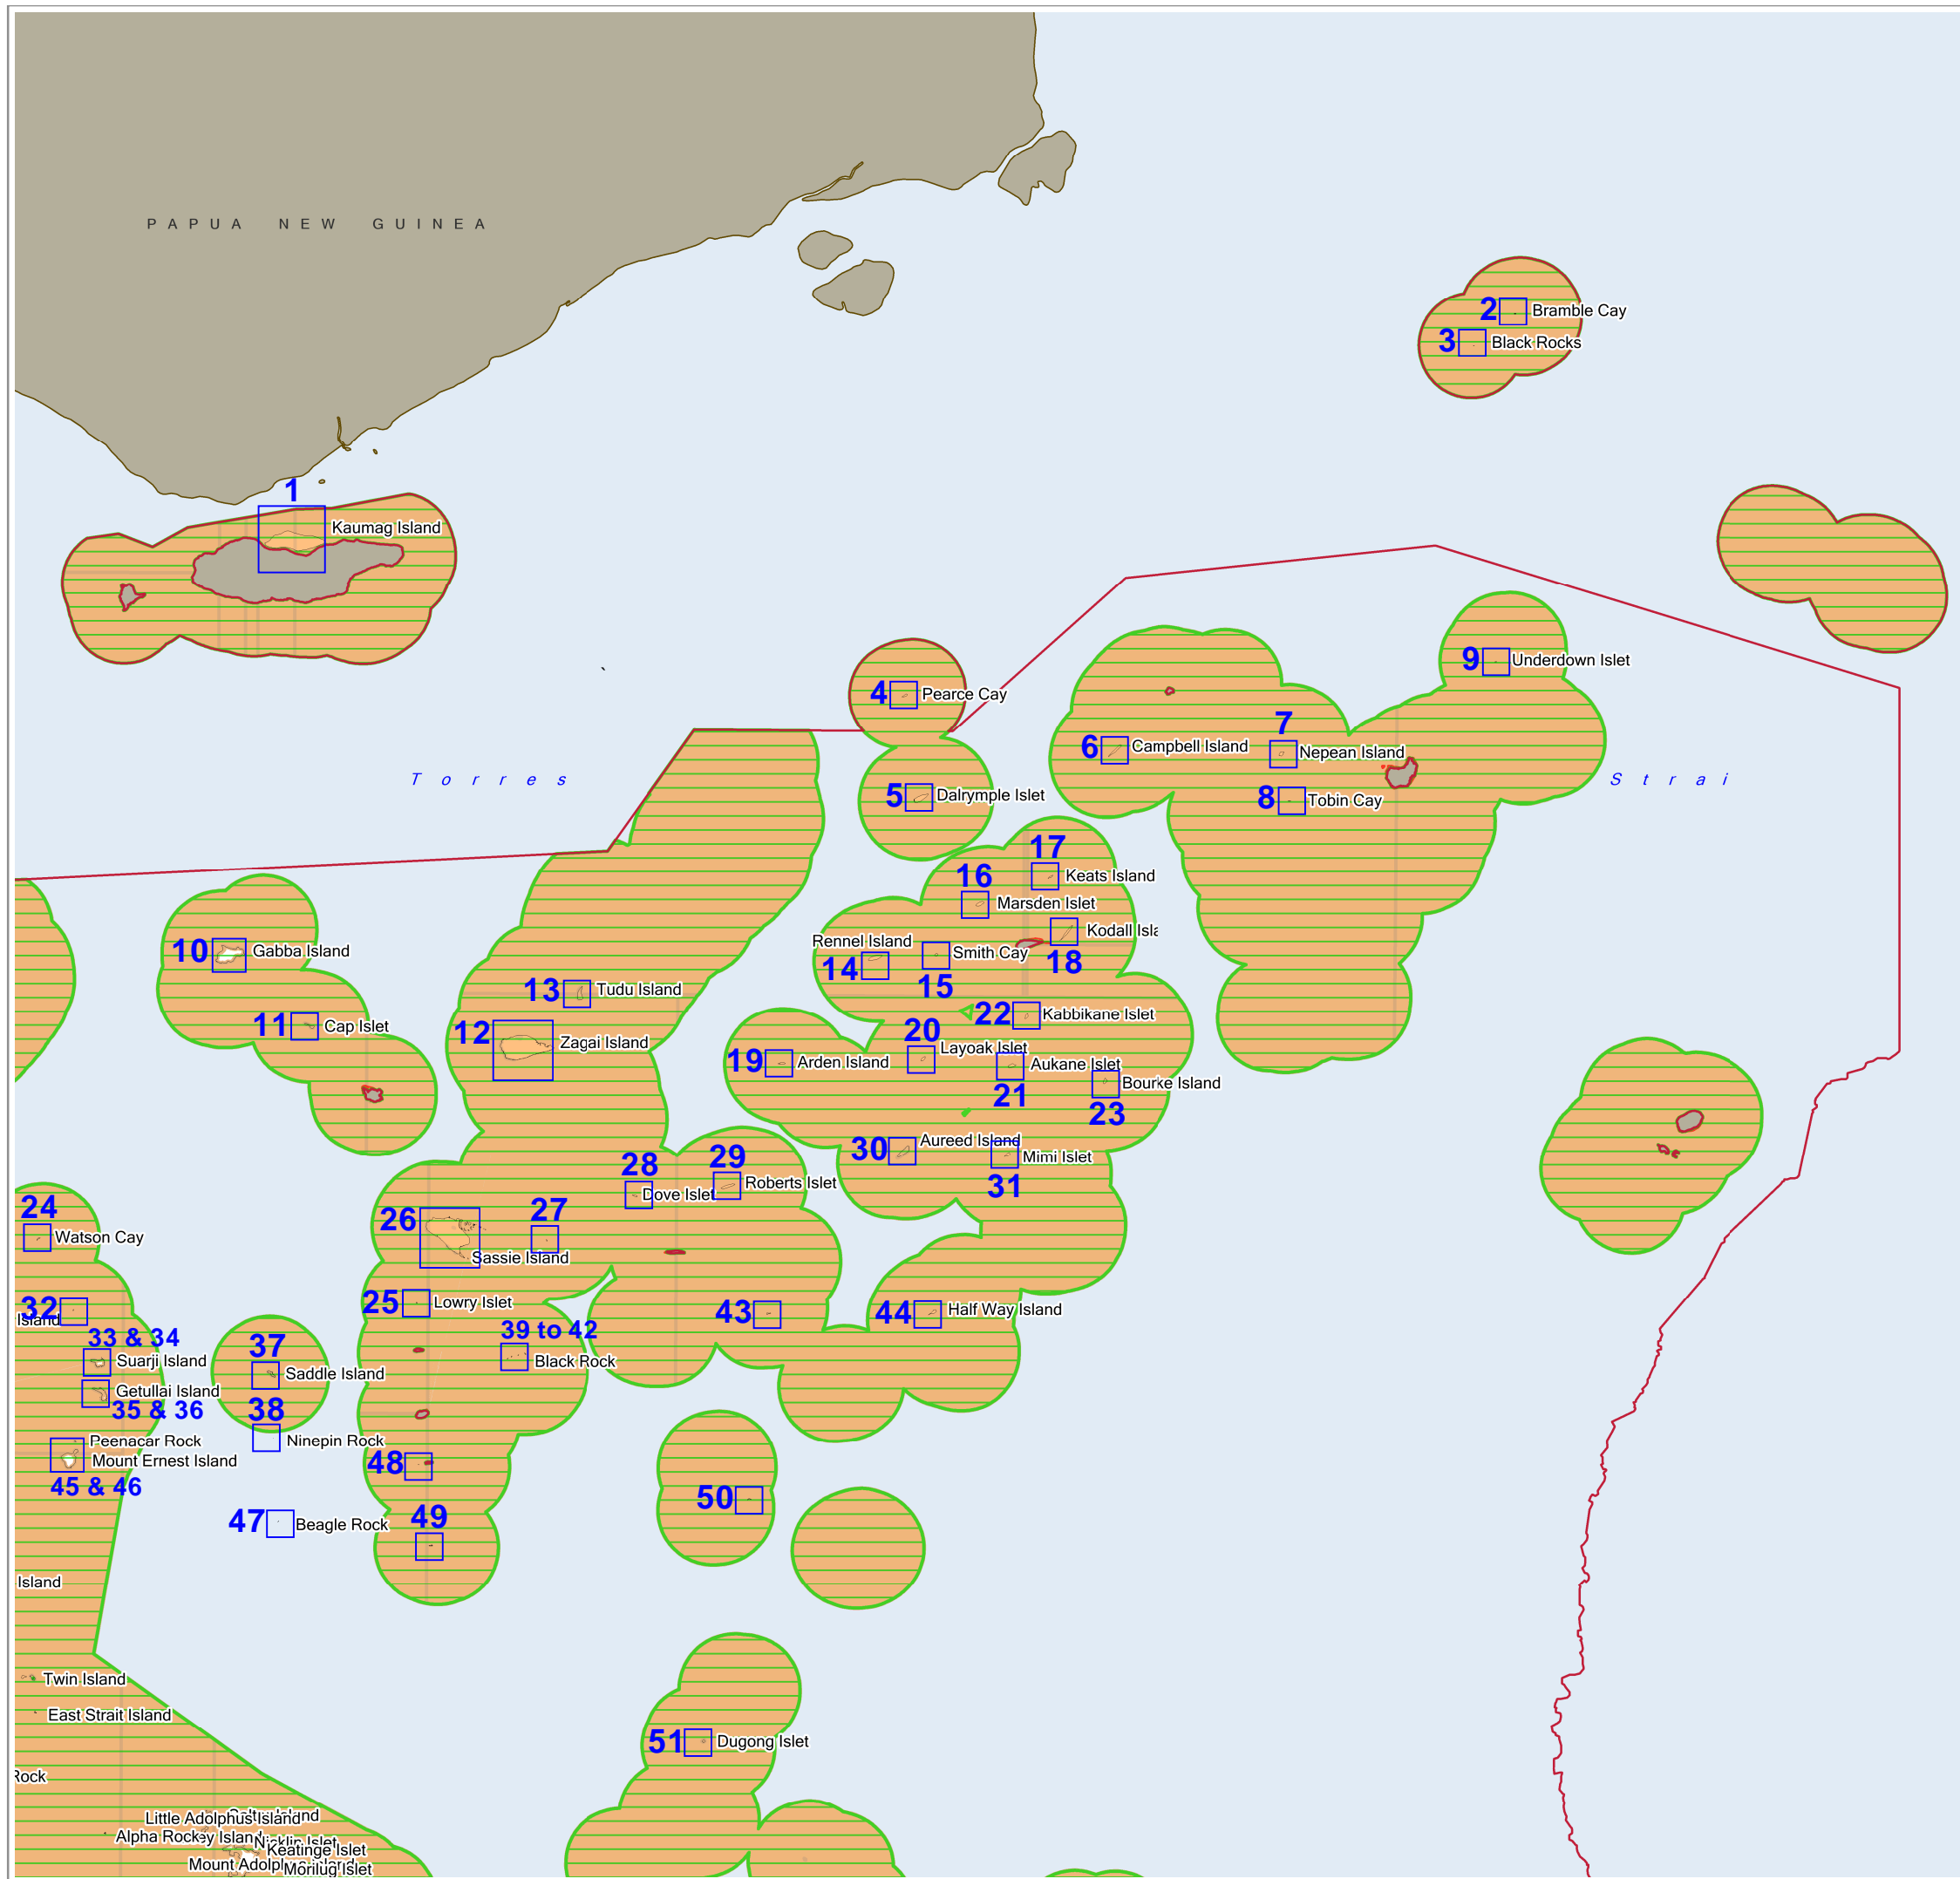 PAPUA NEW GUINEA
2
Bramble Cay
3
Black Rocks
1
Kaumag Island
9
Underdown Islet
4
Pearce Cay
7
6
Campbell Island
Nepean Island
Torres
Strai
5
Dalrymple Islet
8
Tobin Cay
17
16
Keats Island
Marsden Islet
Kodall Isla
Rennel Island
10
Gabba Island
Smith Cay
14
18
15
13
Tudu Island
11
Cap Islet
22
Kabbikane Islet
12
Zagai Island
20
Layoak Islet
19
Arden Island
Aukane Islet
21
Bourke Island
23
30
Aureed Island
Mimi Islet
31
29
28
Roberts Islet
Dove Islet
24
Watson Cay
26
27
Sassie Island
25
Lowry Islet
32
Island
43
44
Half Way Island
33 & 34
39 to 42
Suarji Island
37
Black Rock
Saddle Island
Getullai Island
35 & 36
38
Peenacar Rock
Ninepin Rock
Mount Ernest Island
48
45 & 46
50
47
Beagle Rock
49
Island
Twin Island
East Strait Island
51
Dugong Islet
Rock
Little Adolphus Island
Island
Alpha Rock
Island
Nicklin Islet
Keatinge Islet
Mount
Morilug Islet